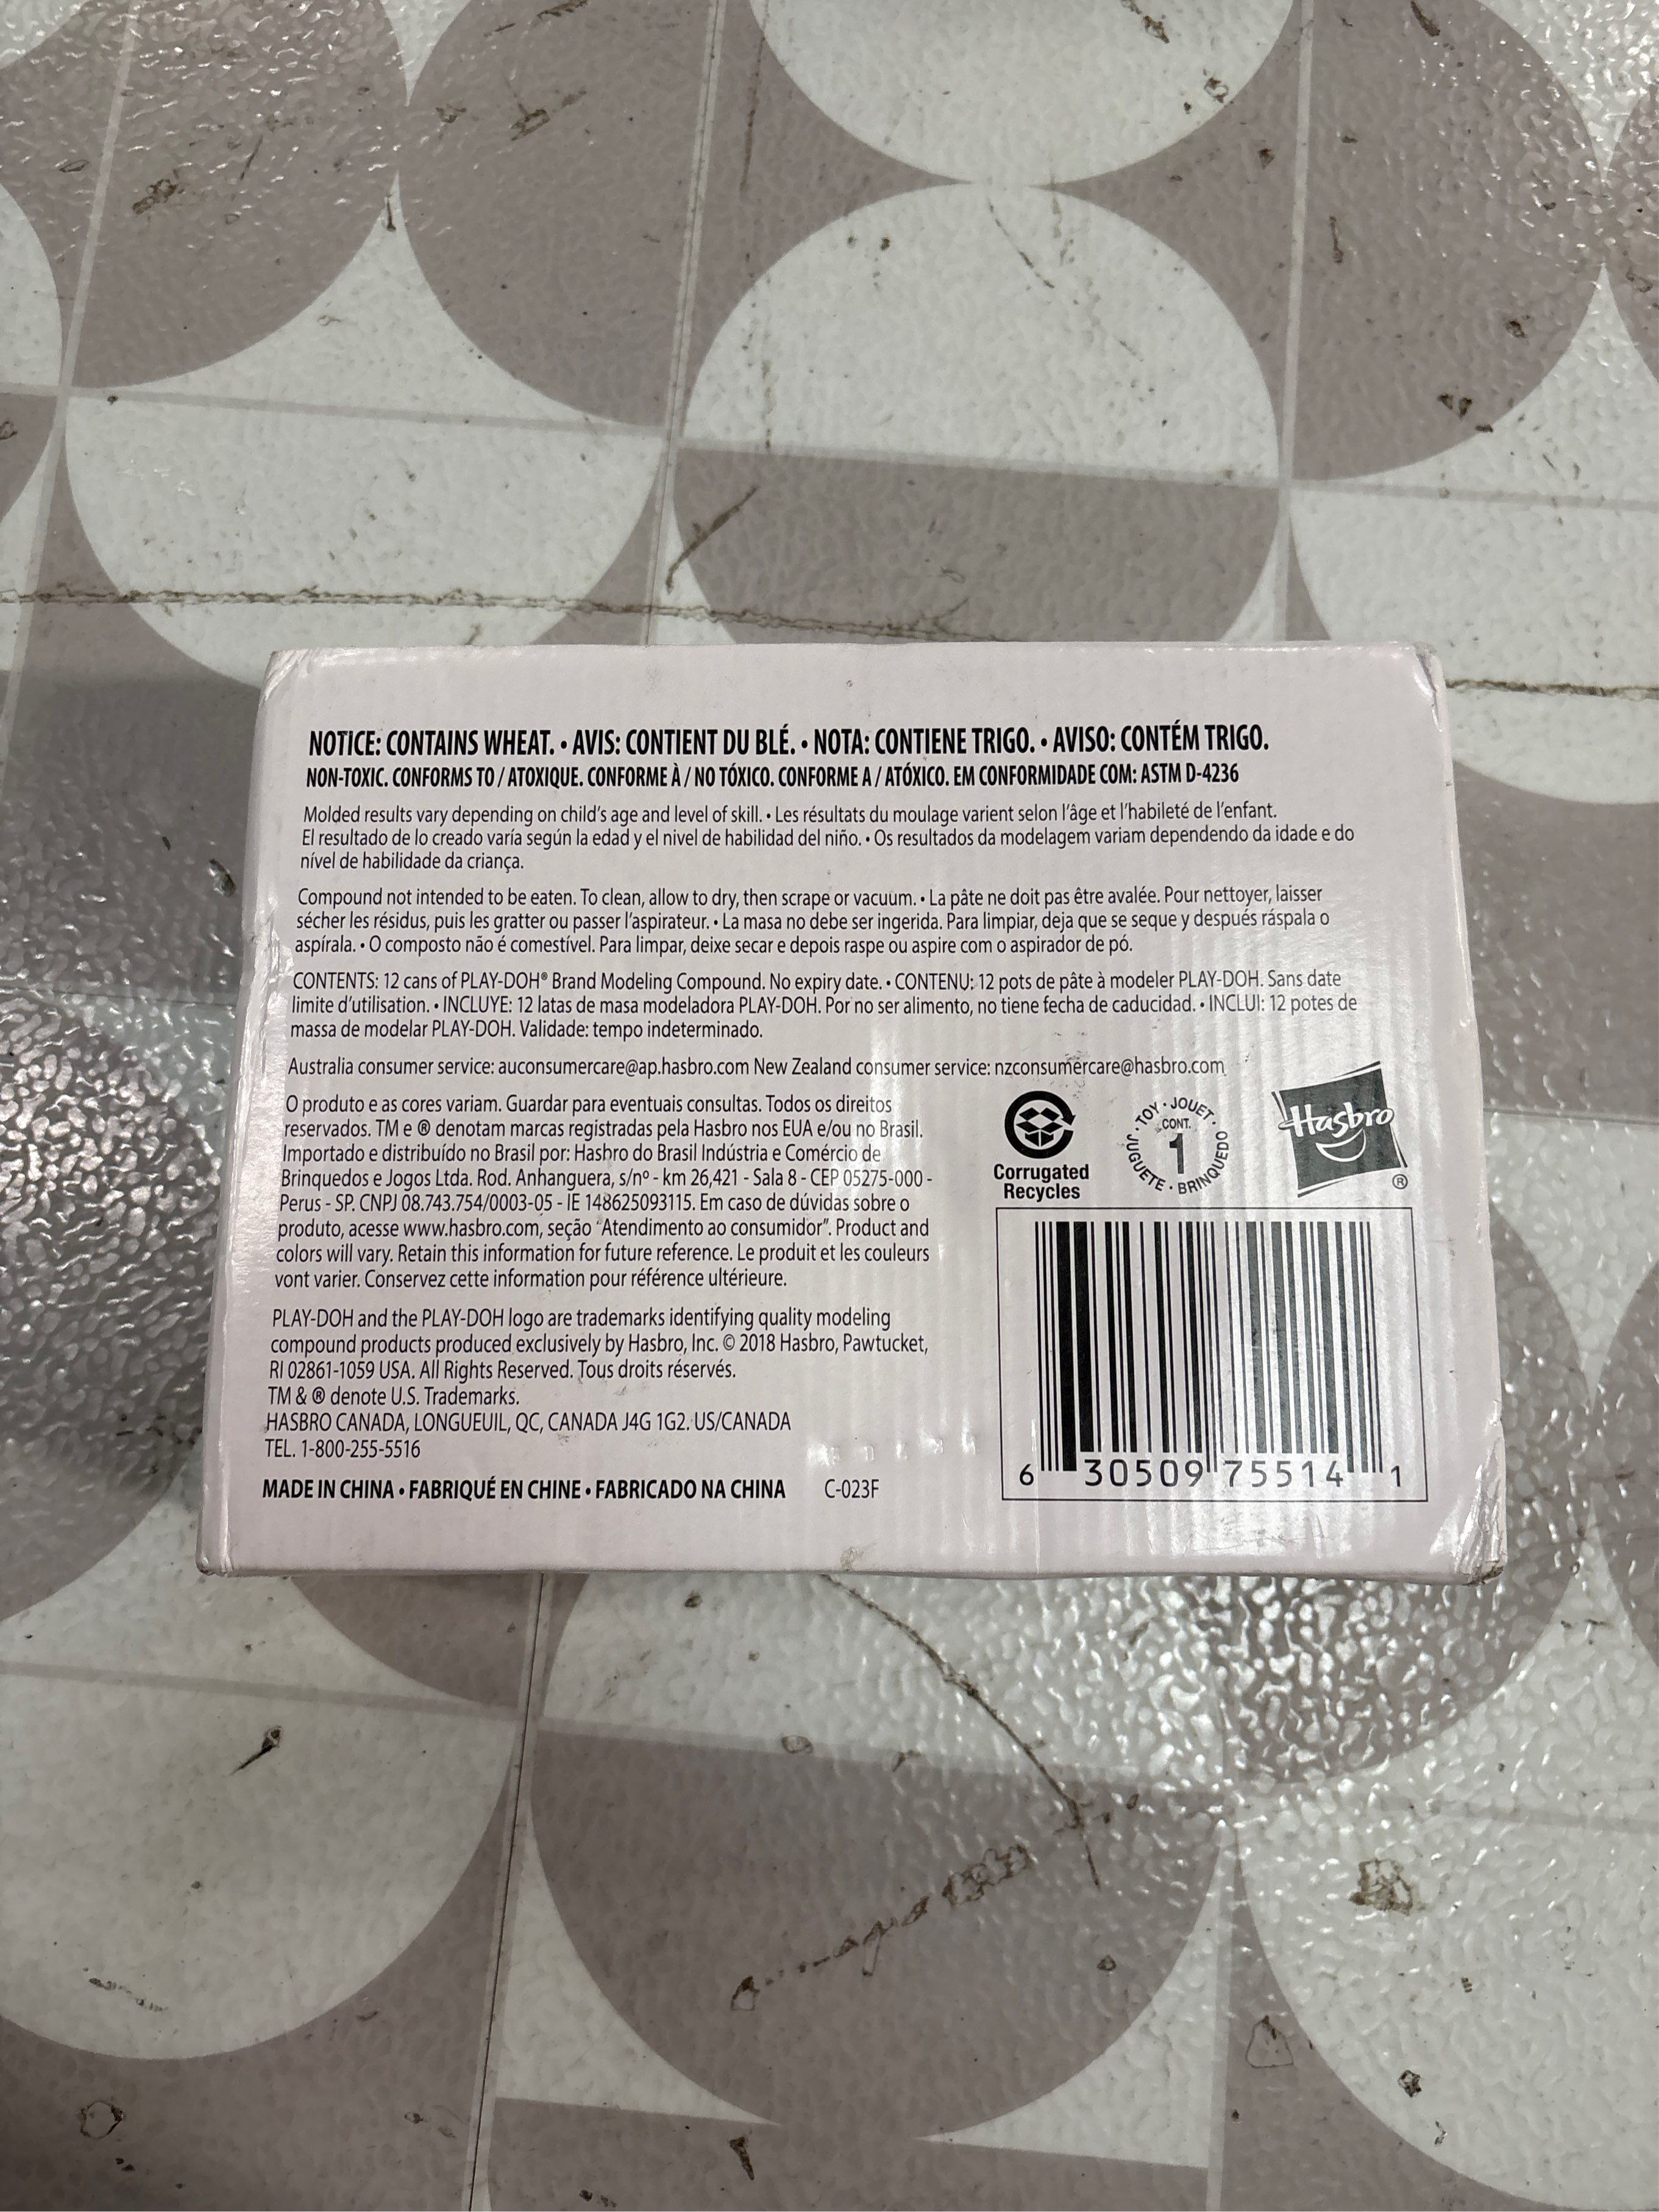 NOTICE: CONTAINS WHEAT. • AVIS: CONTIENT DU BLÉ. • NOTA: CONTIENE TRIGO. • AVISO: CONTÉM TRIGO.
NON-TOXIC. CONFORMS TO / ATOXIQUE. CONFORME À / NO TÓXICO. CONFORME A / ATÓXICO. EM CONFORMIDADE COM: ASTM D-4236
Molded results vary depending on child's age and level of skill. • Les résultats du moulage varient selon l'âge et l'habileté de l'enfant.
El resultado de lo creado varía según la edad y el nivel de habilidad del niño. • Os resultados da modelagem variam dependendo da idade e do
nível de habilidade da criança.
Compound not intended to be eaten. To clean, allow to dry, then scrape or vacuum. • La pâte ne doit pas être avalée. Pour nettoyer, laisser
sécher les résidus, puis les gratter ou passer l'aspirateur. • La masa no debe ser ingerida. Para limpiar, deja que se seque y después ráspala o
aspírala. • O composto não é comestível. Para limpar, deixe secar e depois raspe ou aspire com o aspirador de pó.
CONTENTS: 12 cans of PLAY-DOH® Brand Modeling Compound. No expiry date. • CONTENU: 12 pots de pâte à modeler PLAY-DOH. Sans date
limite d'utilisation. • INCLUYE: 12 latas de masa modeladora PLAY-DOH. Por no ser alimento, no tiene fecha de caducidad. • INCLUI: 12 potes de
massa de modelar PLAY-DOH. Validade: tempo indeterminado.
Australia consumer service: auconsumercare@ap.hasbro.com New Zealand consumer service: nzconsumercare@hasbro.com
O produto e as cores variam. Guardar para eventuais consultas. Todos os direitos
reservados. TM e ® denotam marcas registradas pela Hasbro nos EUA e/ou no Brasil.
Importado e distribuído no Brasil por: Hasbro do Brasil Indústria e Comércio de
Brinquedos e Jogos Ltda. Rod. Anhanguera, s/nº - km 26,421 - Sala 8 - CEP 05275-000 -
Perus - SP. CNPJ 08.743.754/0003-05 - IE 148625093115. Em caso de dúvidas sobre o
produto, acesse www.hasbro.com, seção "Atendimento ao consumidor". Product and
colors will vary. Retain this information for future reference. Le produit et les couleurs
vont varier. Conservez cette information pour référence ultérieure.
PLAY-DOH and the PLAY-DOH logo are trademarks identifying quality modeling
compound products produced exclusively by Hasbro, Inc. © 2018 Hasbro, Pawtucket,
RI 02861-1059 USA. All Rights Reserved. Tous droits réservés.
TM & ® denote U.S. Trademarks.
HASBRO CANADA, LONGUEUIL, QC, CANADA J4G 1G2. US/CANADA
TEL. 1-800-255-5516
MADE IN CHINA • FABRIQUÉ EN CHINE • FABRICADO NA CHINA C-023F
Corrugated
Recycles
TOY • JOUET • BRINQUEDO • JUGUETE •
CONT.
1
Hasbro
®
6 30509 75514 1